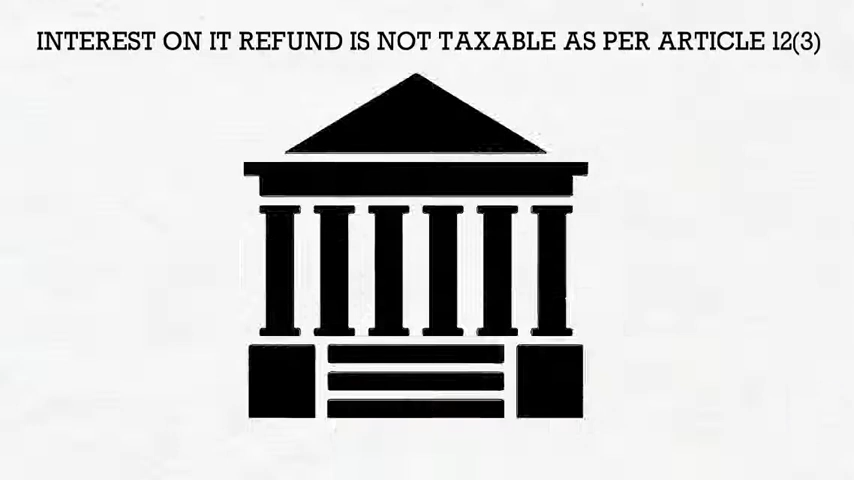 INTEREST ON IT REFUND IS NOT TAXABLE AS PER ARTICLE 12(3)